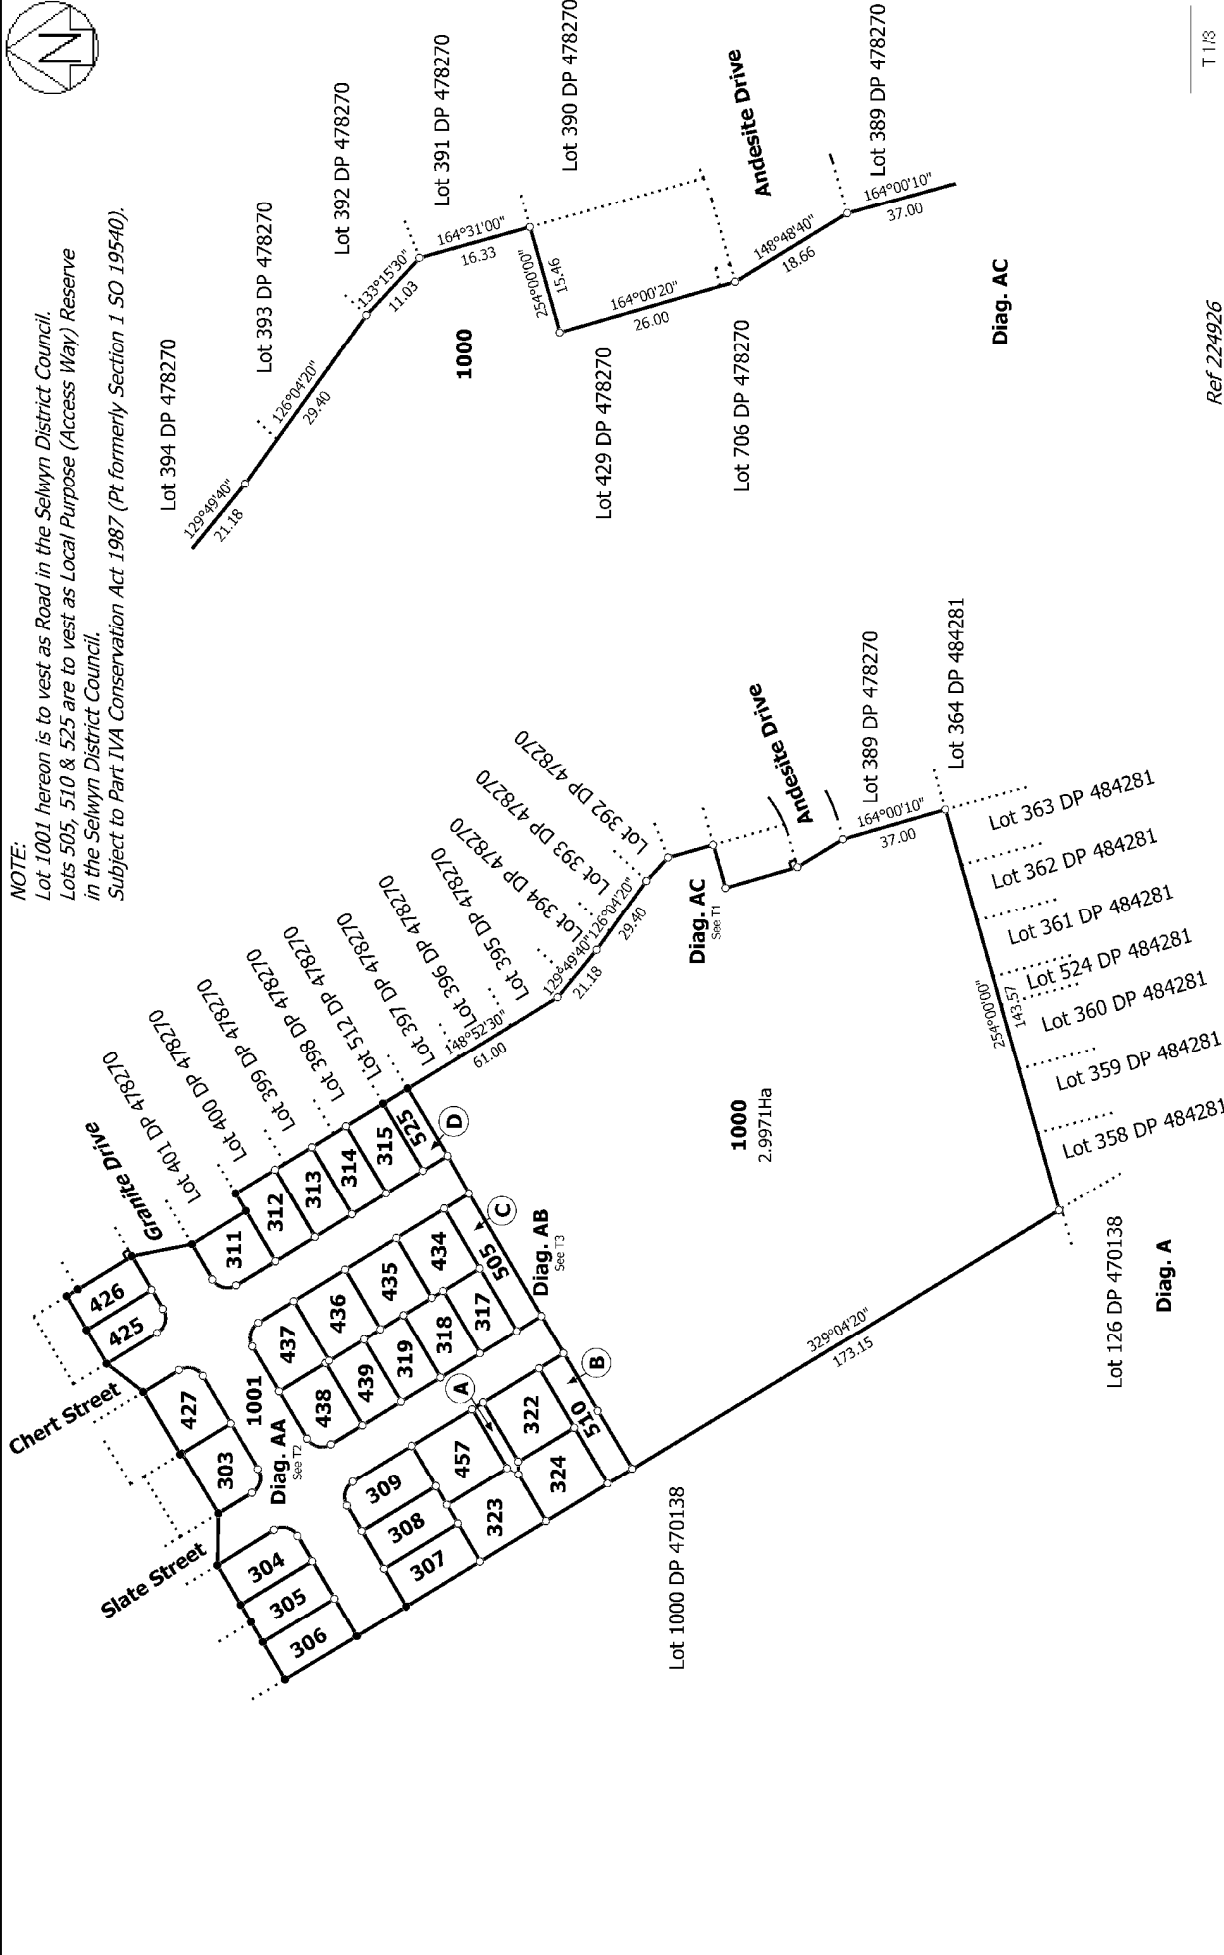 N
NOTE:
Lot 1001 hereon is to vest as Road in the Selwyn District Council.
Lots 505, 510 & 525 are to vest as Local Purpose (Access Way) Reserve
in the Selwyn District Council.
Subject to Part IVA Conservation Act 1987 (Pt formerly Section 1 SO 19540).
Lot 394 DP 478270
Lot 393 DP 478270
Lot 392 DP 478270
Lot 391 DP 478270
Lot 390 DP 478270
Andesite Drive
Lot 389 DP 478270
129°49'40"
21.18
126°04'20"
29.40
133°15'30"
11.03
164°31'00"
16.33
254°00'00"
15.46
164°00'20"
26.00
148°48'40"
18.66
164°00'10"
37.00
1000
Lot 429 DP 478270
Lot 706 DP 478270
Diag. AC
Chert Street
Slate Street
Granite Drive
Lot 401 DP 478270
Lot 400 DP 478270
Lot 399 DP 478270
Lot 398 DP 478270
Lot 512 DP 478270
Lot 397 DP 478270
Lot 396 DP 478270
Lot 395 DP 478270
Lot 394 DP 478270
Lot 393 DP 478270
Lot 392 DP 478270
Andesite Drive
Lot 389 DP 478270
Lot 364 DP 484281
Lot 363 DP 484281
Lot 362 DP 484281
Lot 361 DP 484281
Lot 524 DP 484281
Lot 360 DP 484281
Lot 359 DP 484281
Lot 358 DP 484281
426
425
427
303
304
305
306
311
312
313
314
315
525
D
437
436
435
434
505
C
438
439
319
318
317
1001
Diag. AA
See T2
309
308
307
457
323
A
322
324
510
B
Diag. AB
See T3
148°52'30"
61.00
129°49'40"
21.18
126°04'20"
29.40
Diag. AC
See T1
164°00'10"
37.00
254°00'00"
143.57
1000
2.9971Ha
329°04'20"
173.15
Lot 1000 DP 470138
Lot 126 DP 470138
Diag. A
Ref 224926
T 1/3